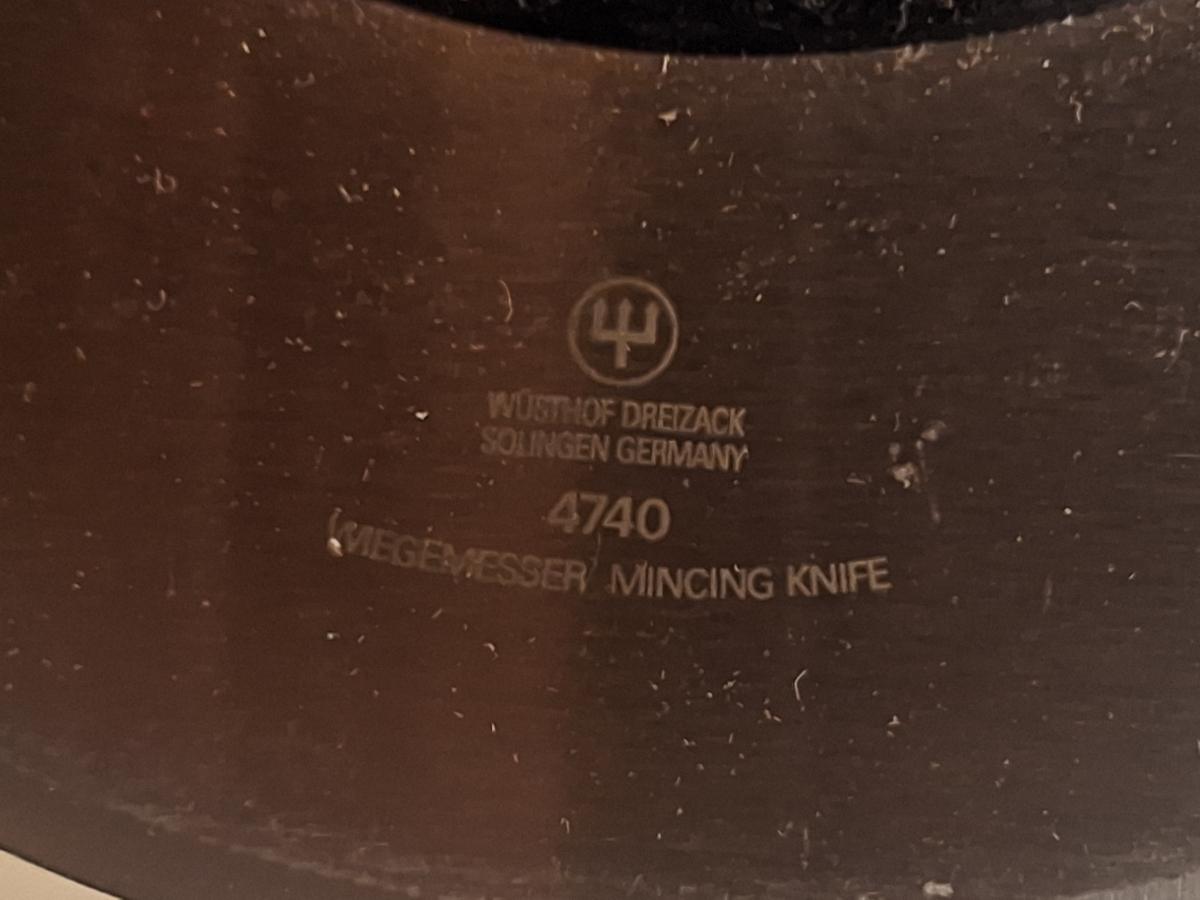 WÜSTHOF DREIZACK
SOLINGEN GERMANY
4740
WIEGEMESSER MINCING KNIFE